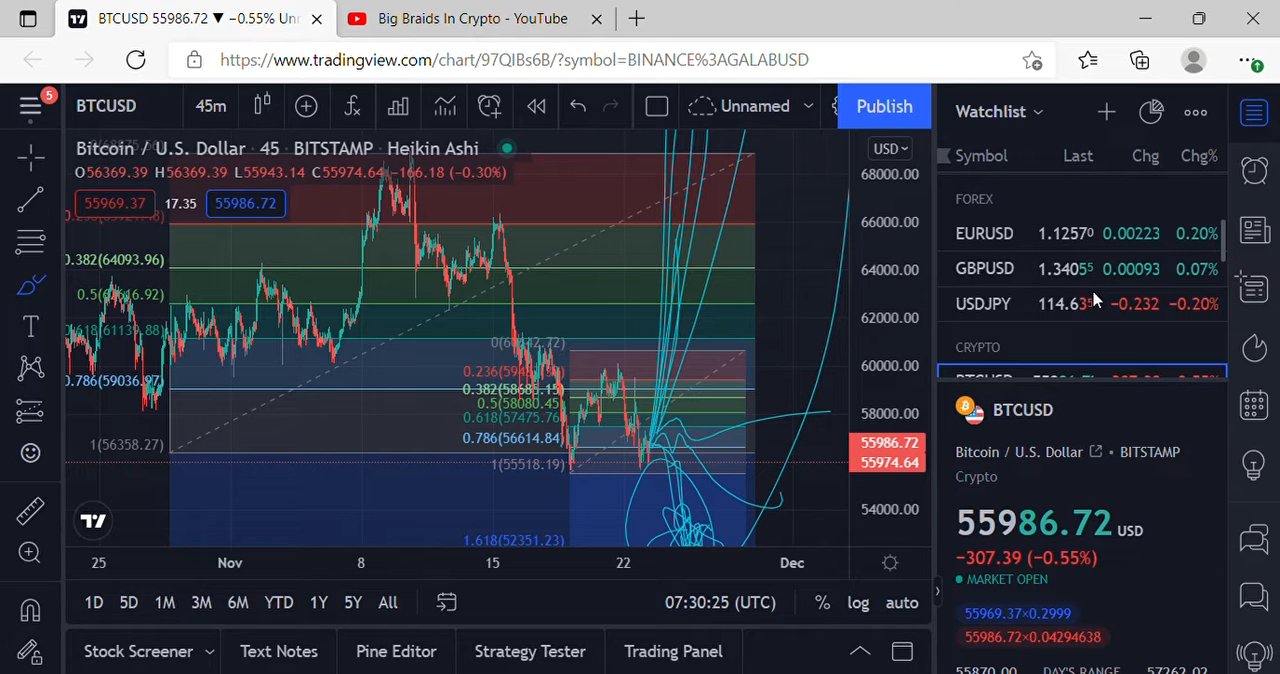 BTCUSD 55986.72 ▼ −0.55% Unn
Big Braids In Crypto - YouTube
https://www.tradingview.com/chart/97QIBs6B/?symbol=BINANCE%3AGALABUSD
5
BTCUSD
45m
Unnamed
Publish
Bitcoin / U.S. Dollar · 45 · BITSTAMP · Heikin Ashi
O56369.39 H56369.39 L55943.14 C55974.64 −166.18 (−0.30%)
55969.37
17.35
55986.72
0.382(64093.96)
0.786(59036.97)
1(56358.27)
0.236(59
0.382(58685.15)
0.5(58080.45)
0.618(57475.76)
0.786(56614.84)
1(55518.19)
1.618(52351.23)
USD
68000.00
66000.00
64000.00
62000.00
60000.00
58000.00
55986.72
55974.64
54000.00
25
Nov
8
15
22
Dec
1D
5D
1M
3M
6M
YTD
1Y
5Y
All
07:30:25 (UTC)
%
log
auto
Stock Screener
Text Notes
Pine Editor
Strategy Tester
Trading Panel
Watchlist
Symbol Last Chg Chg%
FOREX
EURUSD 1.12570 0.00223 0.20%
GBPUSD 1.34055 0.00093 0.07%
USDJPY 114.635 −0.232 −0.20%
CRYPTO
BTCUSD
BTCUSD
Bitcoin / U.S. Dollar • BITSTAMP
Crypto
55986.72 USD
−307.39 (−0.55%)
MARKET OPEN
55969.37×0.2999
55986.72×0.04294638
55870.00 DAY'S RANGE 57262.02